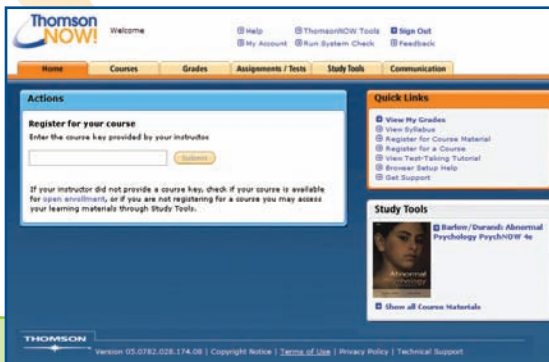 Thomson
NOW!
Welcome
Help
ThomsonNOW Tools
Sign Out
My Account
Run System Check
Feedback
Home
Courses
Grades
Assignments / Tests
Study Tools
Communication
Actions
Register for your course
Enter the course key provided by your instructor
Submit
If your instructor did not provide a course key, check if your course is available
for open enrollment, or if you are not registering for a course you may access
your learning materials through Study Tools.
Quick Links
View My Grades
View Syllabus
Register for Course Material
Register for a Course
View Test-Taking Tutorial
Browser Setup Help
Get Support
Study Tools
Barlow/Durand: Abnormal
Psychology PsychNOW 4e
Abnormal
Psychology
Show all Course Materials
THOMSON
Version 05.0782.028.174.08 | Copyright Notice | Terms of Use | Privacy Policy | Technical Support